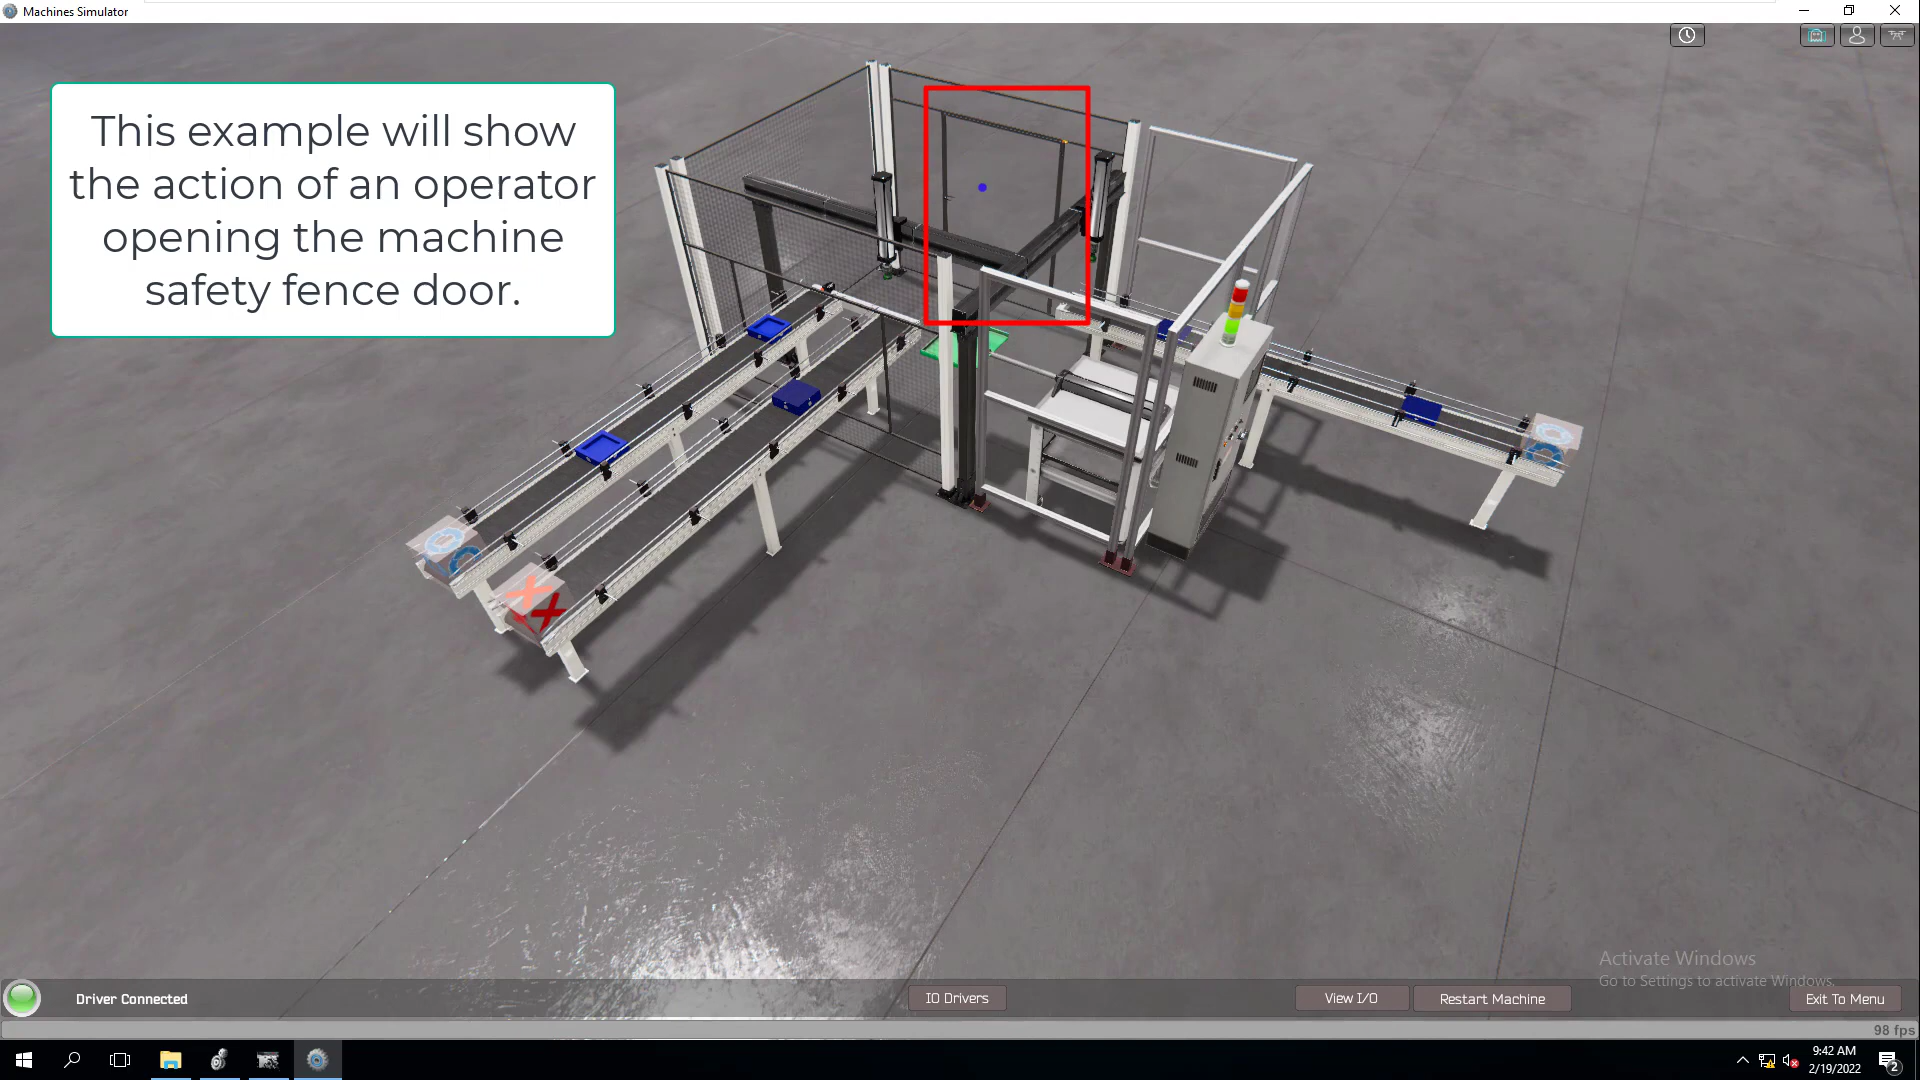 Machines Simulator
This example will show
the action of an operator
opening the machine
safety fence door.
Activate Windows
Go to Settings to activate Windows.
Driver Connected
IO Drivers
View I/O
Restart Machine
Exit To Menu
98 fps
9:42 AM
2/19/2022
2